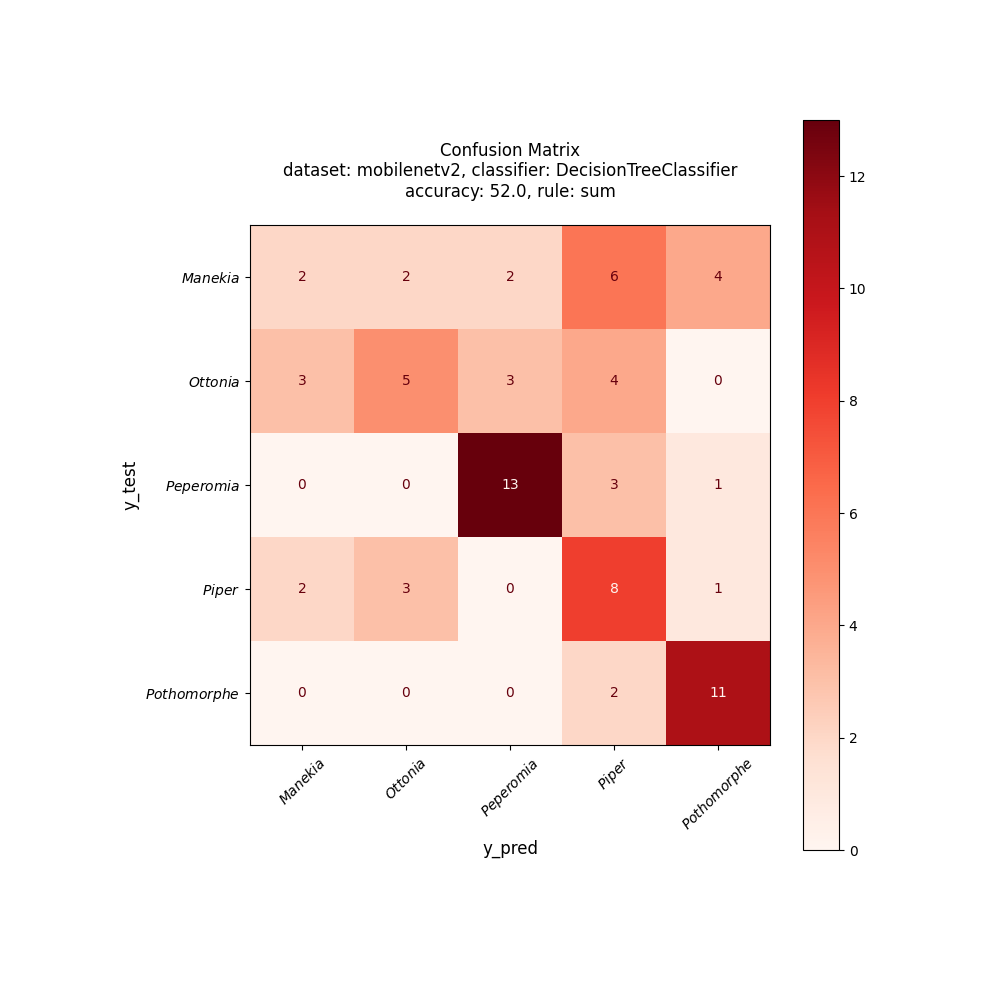 Confusion Matrix
dataset: mobilenetv2, classifier: DecisionTreeClassifier
accuracy: 52.0, rule: sum
Manekia 2 2 2 6 4
Ottonia 3 5 3 4 0
Peperomia 0 0 13 3 1
Piper 2 3 0 8 1
Pothomorphe 0 0 0 2 11
Manekia Ottonia Peperomia Piper Pothomorphe
y_test
y_pred
12
10
8
6
4
2
0